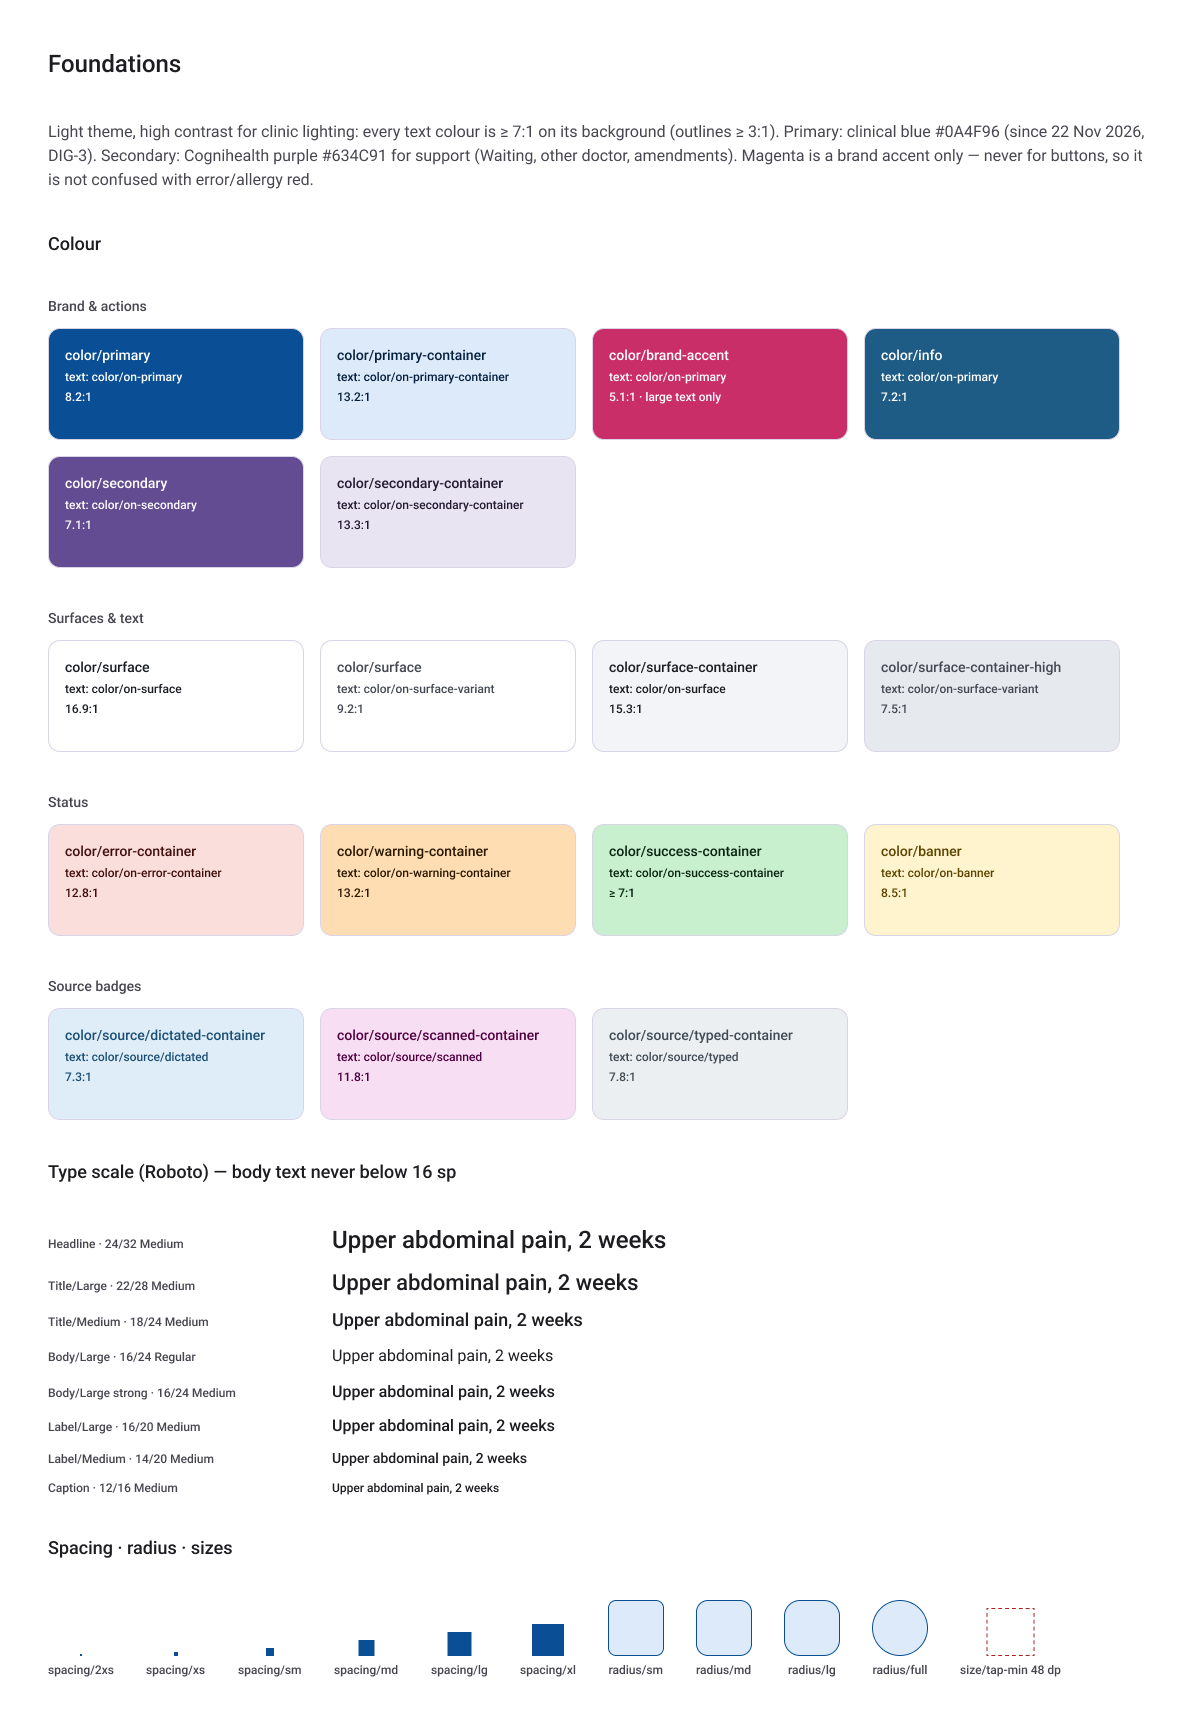 Foundations
Light theme, high contrast for clinic lighting: every text colour is ≥ 7:1 on its background (outlines ≥ 3:1). Primary: clinical blue #0A4F96 (since 22 Nov 2026,
DIG-3). Secondary: Cognihealth purple #634C91 for support (Waiting, other doctor, amendments). Magenta is a brand accent only — never for buttons, so it
is not confused with error/allergy red.
Colour
Brand & actions
color/primary
text: color/on-primary
8.2:1
color/primary-container
text: color/on-primary-container
13.2:1
color/brand-accent
text: color/on-primary
5.1:1 · large text only
color/info
text: color/on-primary
7.2:1
color/secondary
text: color/on-secondary
7.1:1
color/secondary-container
text: color/on-secondary-container
13.3:1
Surfaces & text
color/surface
text: color/on-surface
16.9:1
color/surface
text: color/on-surface-variant
9.2:1
color/surface-container
text: color/on-surface
15.3:1
color/surface-container-high
text: color/on-surface-variant
7.5:1
Status
color/error-container
text: color/on-error-container
12.8:1
color/warning-container
text: color/on-warning-container
13.2:1
color/success-container
text: color/on-success-container
≥ 7:1
color/banner
text: color/on-banner
8.5:1
Source badges
color/source/dictated-container
text: color/source/dictated
7.3:1
color/source/scanned-container
text: color/source/scanned
11.8:1
color/source/typed-container
text: color/source/typed
7.8:1
Type scale (Roboto) — body text never below 16 sp
Headline · 24/32 Medium
Upper abdominal pain, 2 weeks
Title/Large · 22/28 Medium
Upper abdominal pain, 2 weeks
Title/Medium · 18/24 Medium
Upper abdominal pain, 2 weeks
Body/Large · 16/24 Regular
Upper abdominal pain, 2 weeks
Body/Large strong · 16/24 Medium
Upper abdominal pain, 2 weeks
Label/Large · 16/20 Medium
Upper abdominal pain, 2 weeks
Label/Medium · 14/20 Medium
Upper abdominal pain, 2 weeks
Caption · 12/16 Medium
Upper abdominal pain, 2 weeks
Spacing · radius · sizes
spacing/2xs
spacing/xs
spacing/sm
spacing/md
spacing/lg
spacing/xl
radius/sm
radius/md
radius/lg
radius/full
size/tap-min 48 dp